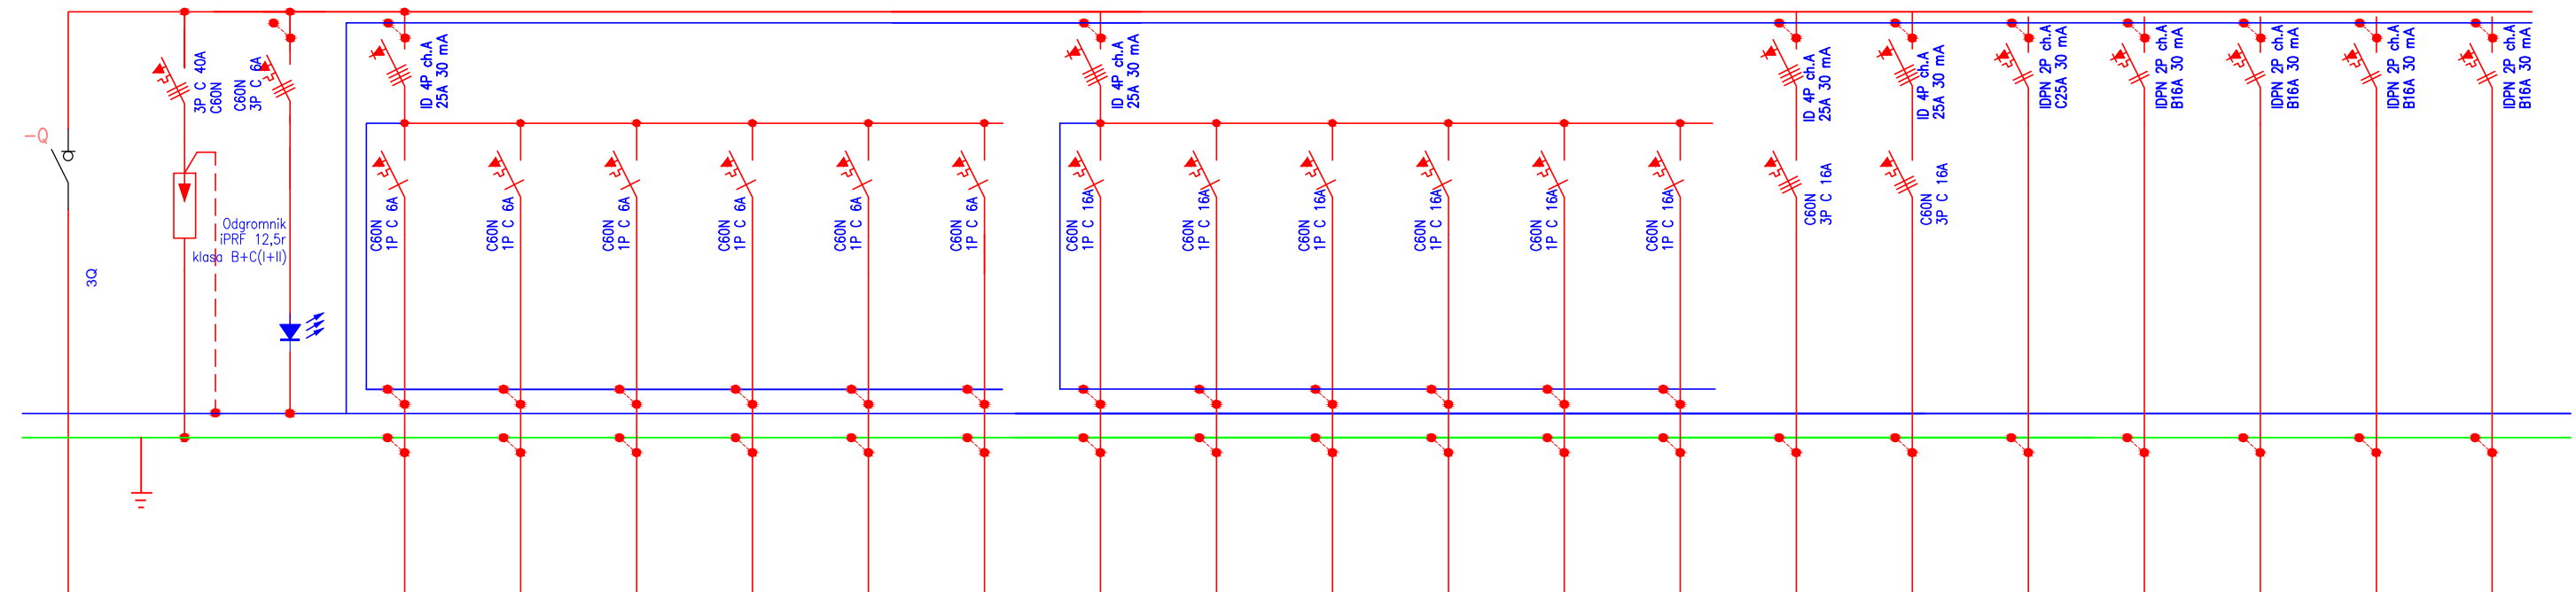 -Q
3Q
3P C 40A
C60N
C60N
3P C 6A
Odgromnik
iPRF 12,5r
klasa B+C(I+II)
ID 4P ch.A
25A 30 mA
C60N
1P C 6A
C60N
1P C 6A
C60N
1P C 6A
C60N
1P C 6A
C60N
1P C 6A
C60N
1P C 6A
ID 4P ch.A
25A 30 mA
C60N
1P C 16A
C60N
1P C 16A
C60N
1P C 16A
C60N
1P C 16A
C60N
1P C 16A
C60N
1P C 16A
ID 4P ch.A
25A 30 mA
C60N
3P C 16A
ID 4P ch.A
25A 30 mA
C60N
3P C 16A
IDPN 2P ch.A
C25A 30 mA
IDPN 2P ch.A
B16A 30 mA
IDPN 2P ch.A
B16A 30 mA
IDPN 2P ch.A
B16A 30 mA
IDPN 2P ch.A
B16A 30 mA